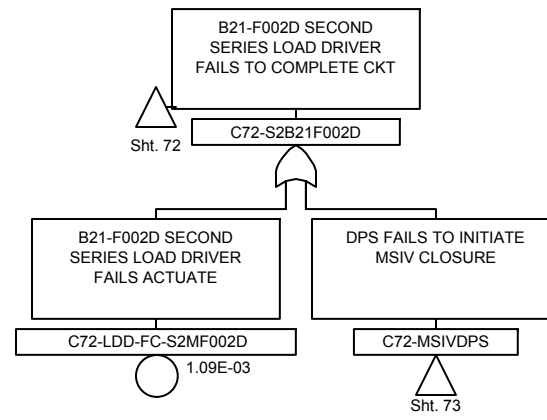 B21-F002D SECOND
SERIES LOAD DRIVER
FAILS TO COMPLETE CKT
Sht. 72
C72-S2B21F002D
B21-F002D SECOND
SERIES LOAD DRIVER
FAILS ACTUATE
DPS FAILS TO INITIATE
MSIV CLOSURE
C72-LDD-FC-S2MF002D
C72-MSIVDPS
1.09E-03
Sht. 73